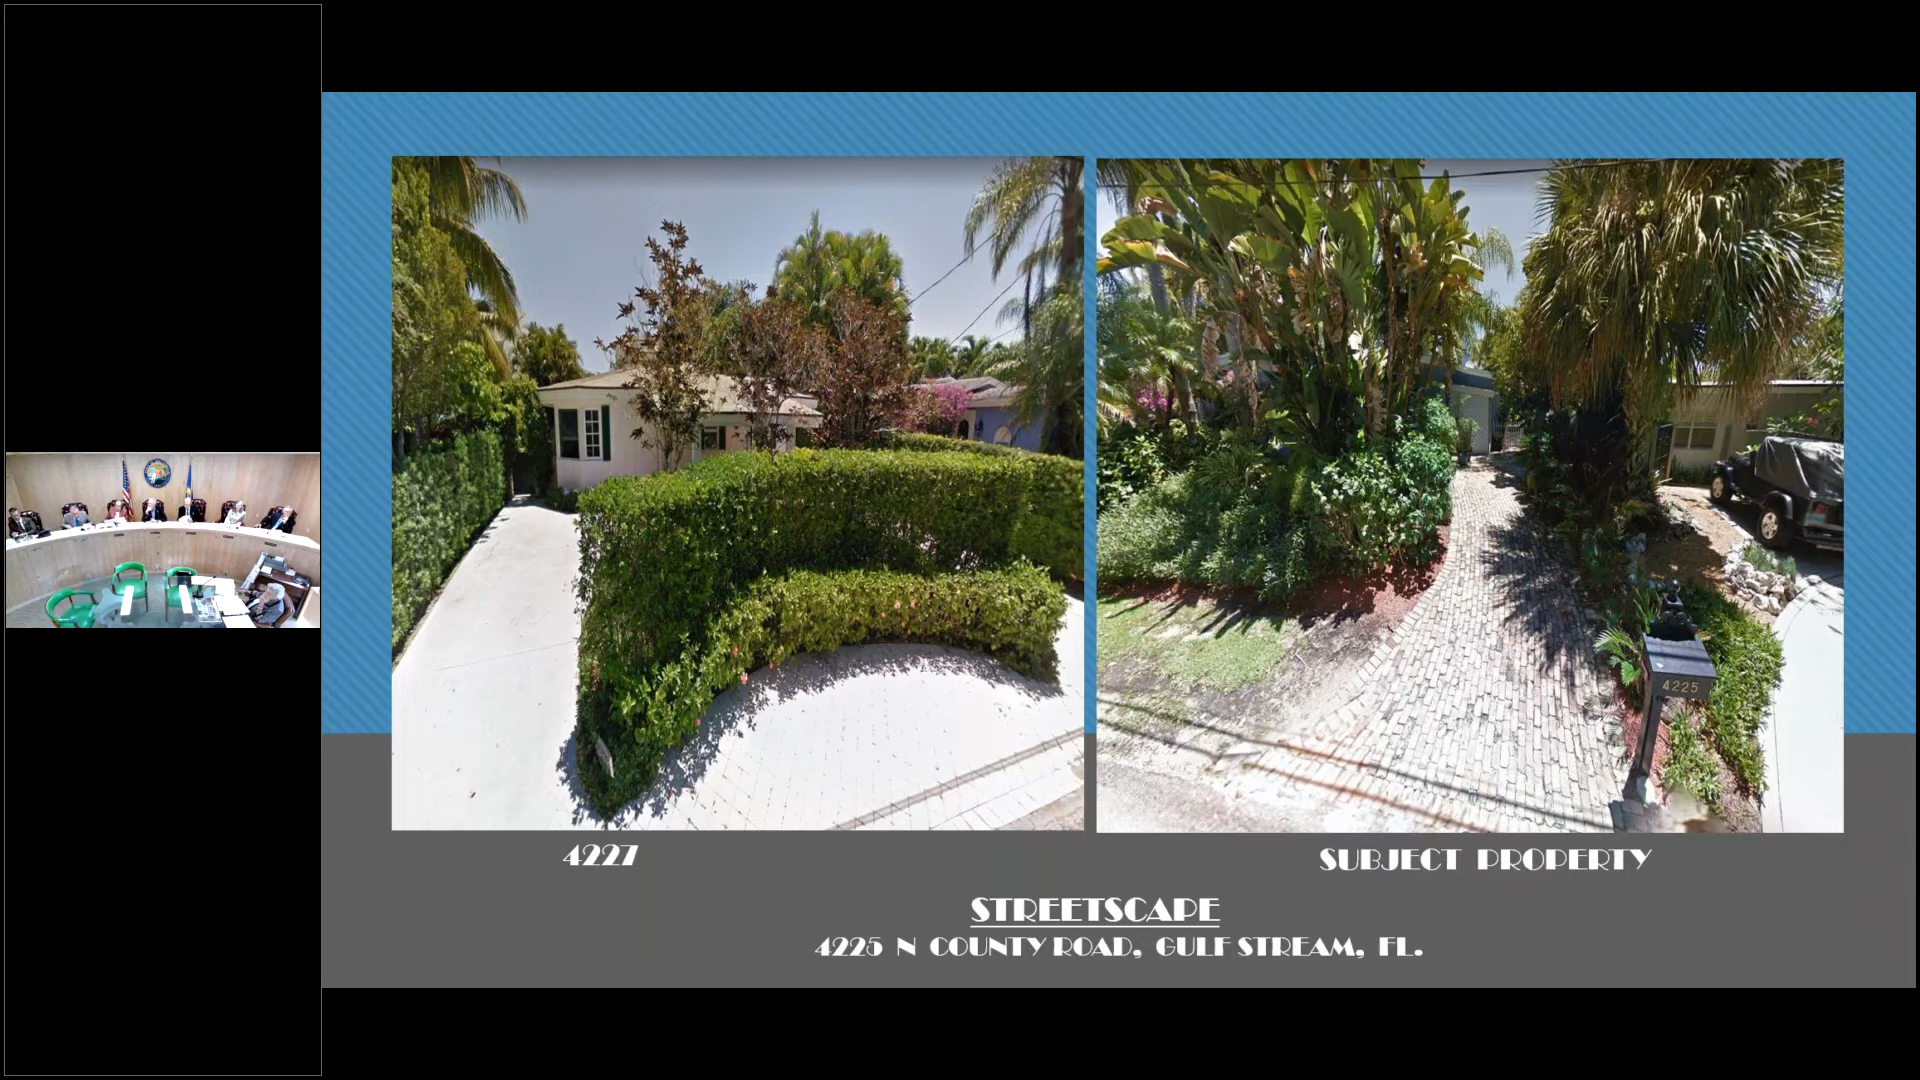 4225
4227
SUBJECT PROPERTY
STREETSCAPE
4225 N COUNTY ROAD, GULF STREAM, FL.